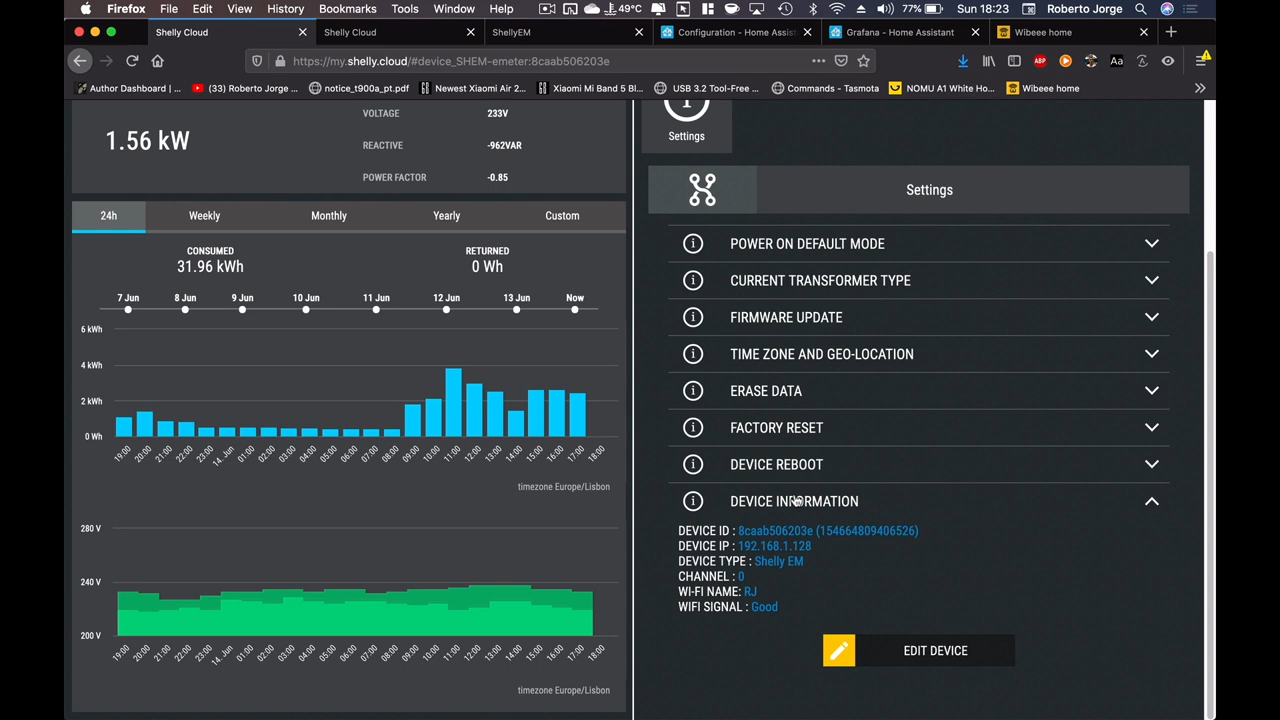 Firefox File Edit View History Bookmarks Tools Window Help 49°C 77% Sun 18:23 Roberto Jorge
Shelly Cloud Shelly Cloud ShellyEM Configuration - Home Assis Grafana - Home Assistant Wibeee home
https://my.shelly.cloud/#device_SHEM-emeter:8caab506203e
Author Dashboard | ... (33) Roberto Jorge ... notice_t900a_pt.pdf Newest Xiaomi Air 2... Xiaomi Mi Band 5 Bl... USB 3.2 Tool-Free ... Commands - Tasmota NOMU A1 White Ho... Wibeee home
1.56 kW
VOLTAGE 233V
REACTIVE -962VAR
POWER FACTOR -0.85
24h Weekly Monthly Yearly Custom
CONSUMED RETURNED
31.96 kWh 0 Wh
7 Jun 8 Jun 9 Jun 10 Jun 11 Jun 12 Jun 13 Jun Now
6 kWh
4 kWh
2 kWh
0 Wh
19:00 20:00 21:00 22:00 23:00 14. Jun 01:00 02:00 03:00 04:00 05:00 06:00 07:00 08:00 09:00 10:00 11:00 12:00 13:00 14:00 15:00 16:00 17:00 18:00
timezone Europe/Lisbon
280 V
240 V
200 V
19:00 20:00 21:00 22:00 23:00 14. Jun 01:00 02:00 03:00 04:00 05:00 06:00 07:00 08:00 09:00 10:00 11:00 12:00 13:00 14:00 15:00 16:00 17:00 18:00
timezone Europe/Lisbon
Settings
Settings
POWER ON DEFAULT MODE
CURRENT TRANSFORMER TYPE
FIRMWARE UPDATE
TIME ZONE AND GEO-LOCATION
ERASE DATA
FACTORY RESET
DEVICE REBOOT
DEVICE INFORMATION
DEVICE ID : 8caab506203e (154664809406526)
DEVICE IP : 192.168.1.128
DEVICE TYPE : Shelly EM
CHANNEL : 0
WI-FI NAME: RJ
WIFI SIGNAL : Good
EDIT DEVICE